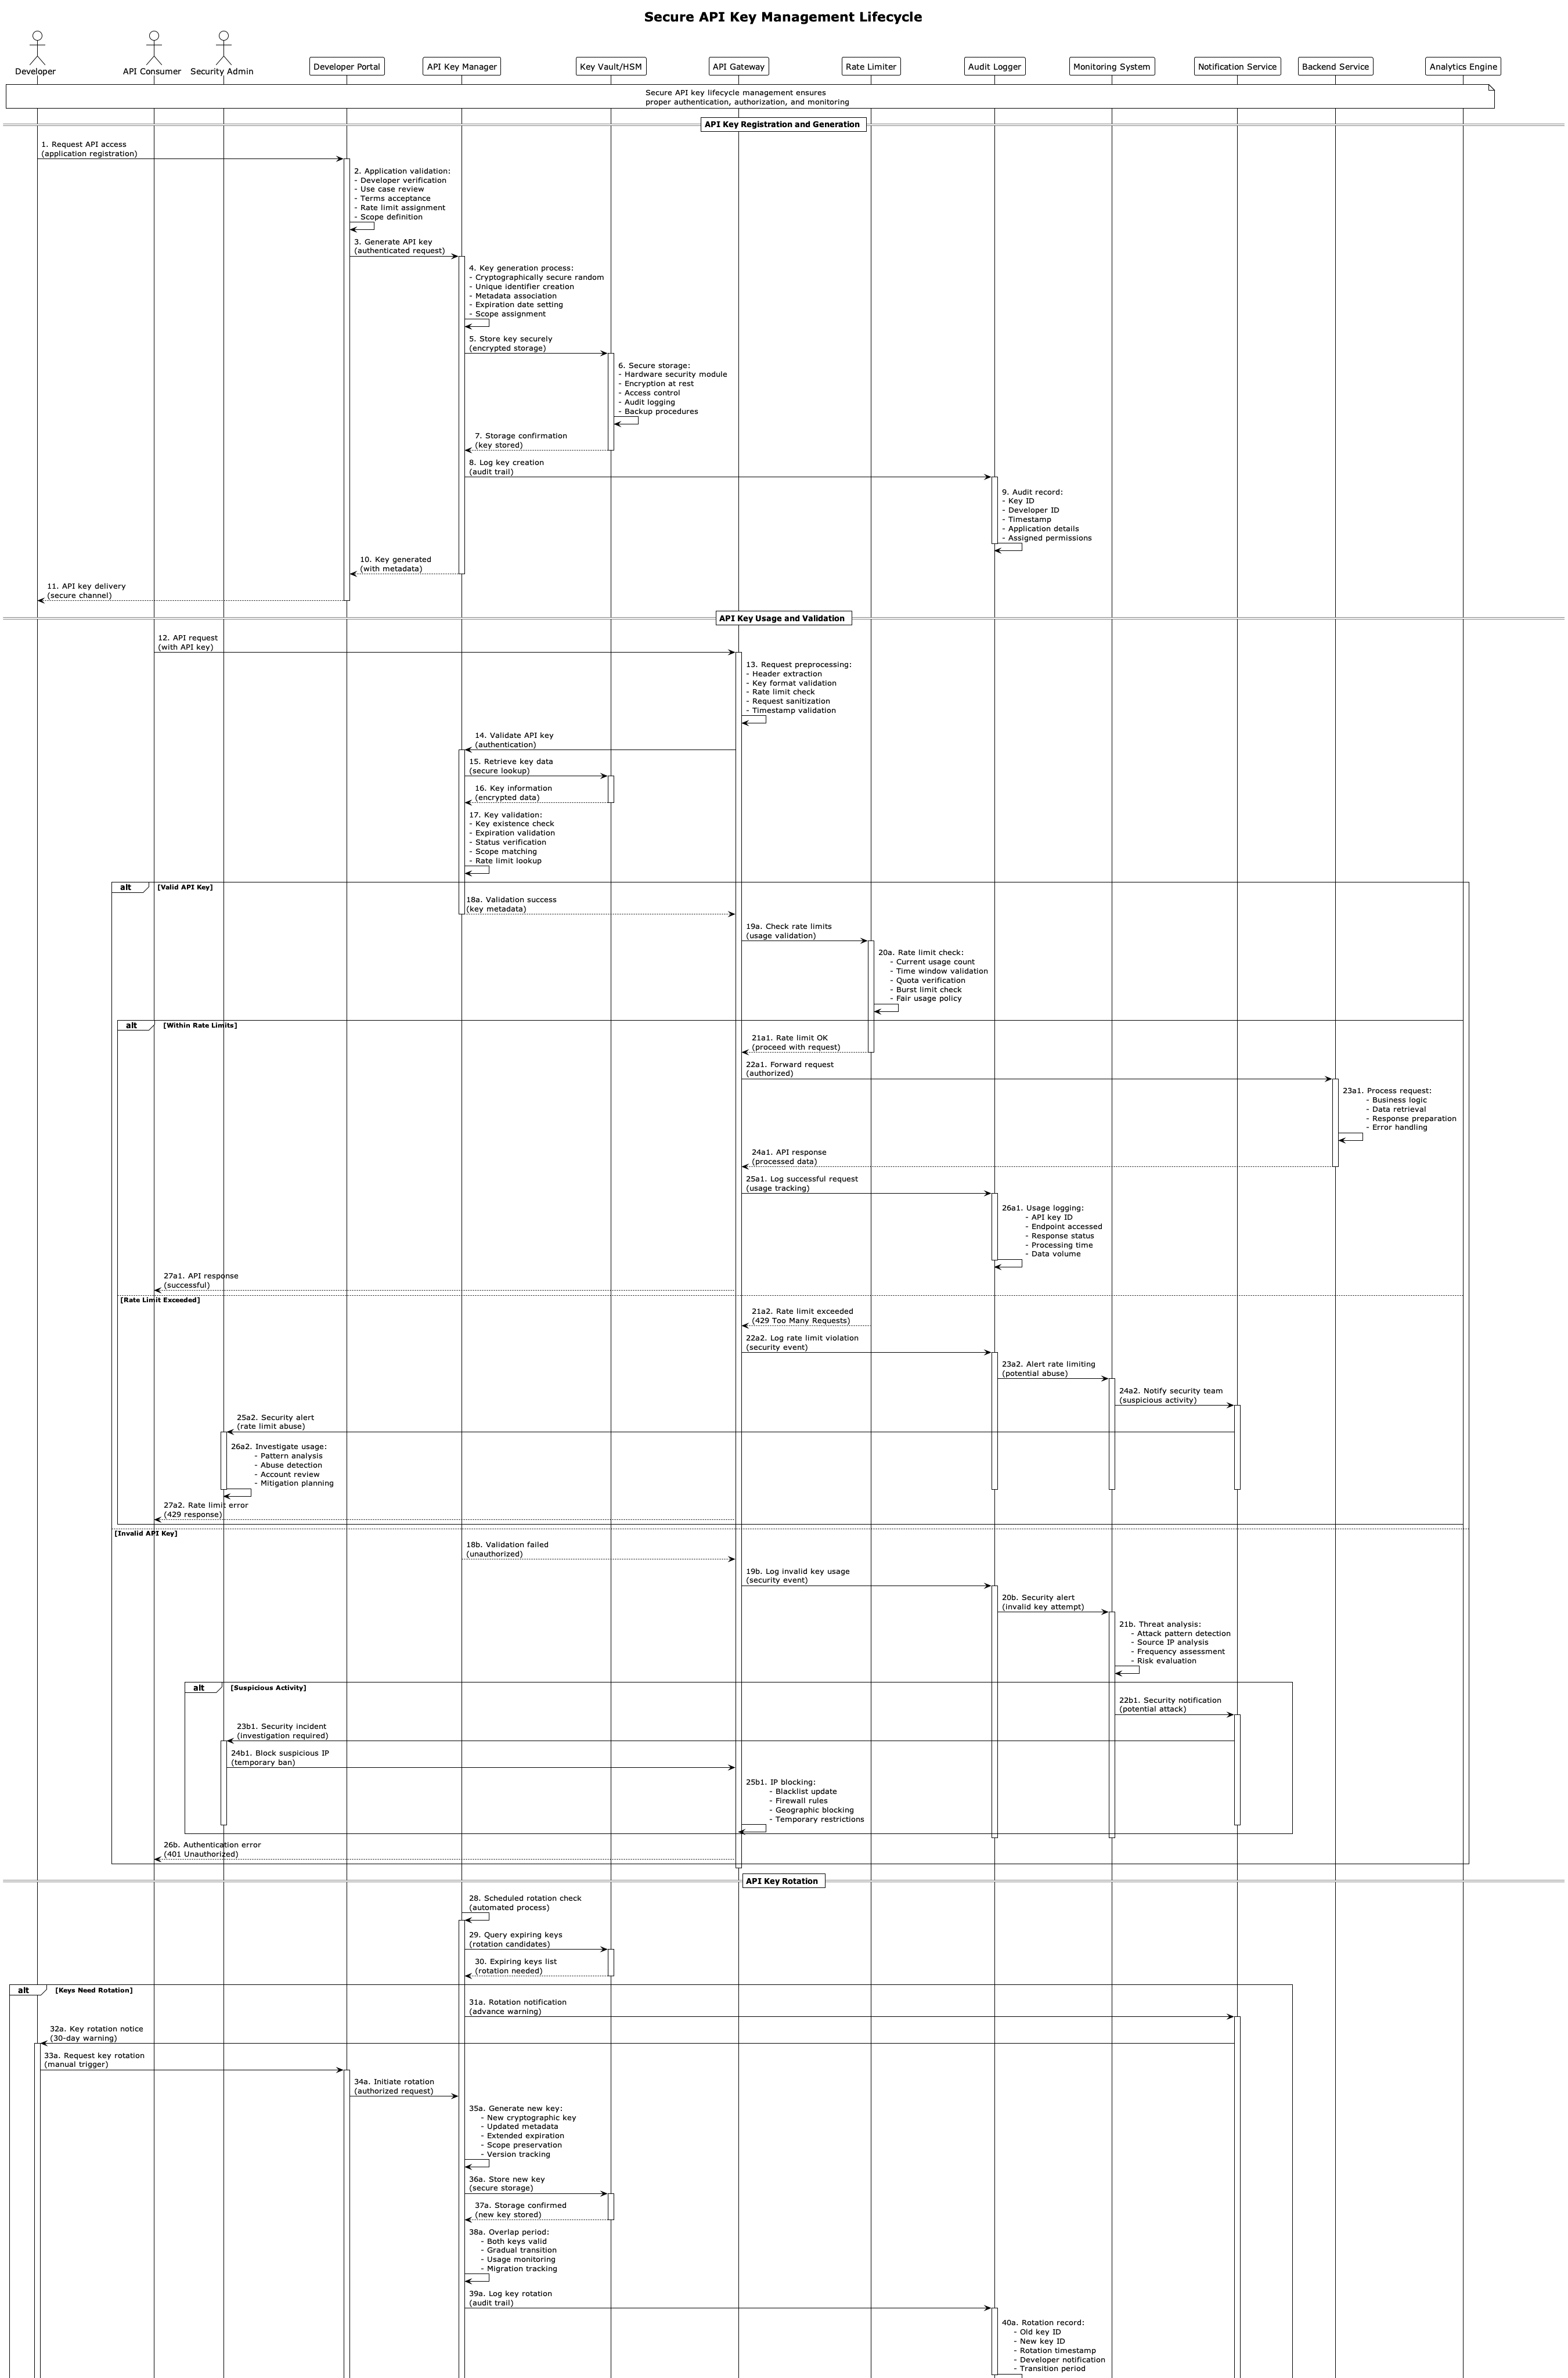 Secure API Key Management Lifecycle
Developer
API Consumer
Security Admin
Developer Portal
API Key Manager
Key Vault/HSM
API Gateway
Rate Limiter
Audit Logger
Monitoring System
Notification Service
Backend Service
Analytics Engine
Secure API key lifecycle management ensures
proper authentication, authorization, and monitoring
API Key Registration and Generation
1. Request API access
(application registration)
2. Application validation:
- Developer verification
- Use case review
- Terms acceptance
- Rate limit assignment
- Scope definition
3. Generate API key
(authenticated request)
4. Key generation process:
- Cryptographically secure random
- Unique identifier creation
- Metadata association
- Expiration date setting
- Scope assignment
5. Store key securely
(encrypted storage)
6. Secure storage:
- Hardware security module
- Encryption at rest
- Access control
- Audit logging
- Backup procedures
7. Storage confirmation
(key stored)
8. Log key creation
(audit trail)
9. Audit record:
- Key ID
- Developer ID
- Timestamp
- Application details
- Assigned permissions
10. Key generated
(with metadata)
11. API key delivery
(secure channel)
API Key Usage and Validation
12. API request
(with API key)
13. Request preprocessing:
- Header extraction
- Key format validation
- Rate limit check
- Request sanitization
- Timestamp validation
14. Validate API key
(authentication)
15. Retrieve key data
(secure lookup)
16. Key information
(encrypted data)
17. Key validation:
- Key existence check
- Expiration validation
- Status verification
- Scope matching
- Rate limit lookup
alt [Valid API Key]
18a. Validation success
(key metadata)
19a. Check rate limits
(usage validation)
20a. Rate limit check:
- Current usage count
- Time window validation
- Quota verification
- Burst limit check
- Fair usage policy
alt [Within Rate Limits]
21a1. Rate limit OK
(proceed with request)
22a1. Forward request
(authorized)
23a1. Process request:
- Business logic
- Data retrieval
- Response preparation
- Error handling
24a1. API response
(processed data)
25a1. Log successful request
(usage tracking)
26a1. Usage logging:
- API key ID
- Endpoint accessed
- Response status
- Processing time
- Data volume
27a1. API response
(successful)
[Rate Limit Exceeded]
21a2. Rate limit exceeded
(429 Too Many Requests)
22a2. Log rate limit violation
(security event)
23a2. Alert rate limiting
(potential abuse)
24a2. Notify security team
(suspicious activity)
25a2. Security alert
(rate limit abuse)
26a2. Investigate usage:
- Pattern analysis
- Abuse detection
- Account review
- Mitigation planning
27a2. Rate limit error
(429 response)
[Invalid API Key]
18b. Validation failed
(unauthorized)
19b. Log invalid key usage
(security event)
20b. Security alert
(invalid key attempt)
21b. Threat analysis:
- Attack pattern detection
- Source IP analysis
- Frequency assessment
- Risk evaluation
alt [Suspicious Activity]
22b1. Security notification
(potential attack)
23b1. Security incident
(investigation required)
24b1. Block suspicious IP
(temporary ban)
25b1. IP blocking:
- Blacklist update
- Firewall rules
- Geographic blocking
- Temporary restrictions
26b. Authentication error
(401 Unauthorized)
API Key Rotation
28. Scheduled rotation check
(automated process)
29. Query expiring keys
(rotation candidates)
30. Expiring keys list
(rotation needed)
alt [Keys Need Rotation]
31a. Rotation notification
(advance warning)
32a. Key rotation notice
(30-day warning)
33a. Request key rotation
(manual trigger)
34a. Initiate rotation
(authorized request)
35a. Generate new key:
- New cryptographic key
- Updated metadata
- Extended expiration
- Scope preservation
- Version tracking
36a. Store new key
(secure storage)
37a. Storage confirmed
(new key stored)
38a. Overlap period:
- Both keys valid
- Gradual transition
- Usage monitoring
- Migration tracking
39a. Log key rotation
(audit trail)
40a. Rotation record:
- Old key ID
- New key ID
- Rotation timestamp
- Developer notification
- Transition period